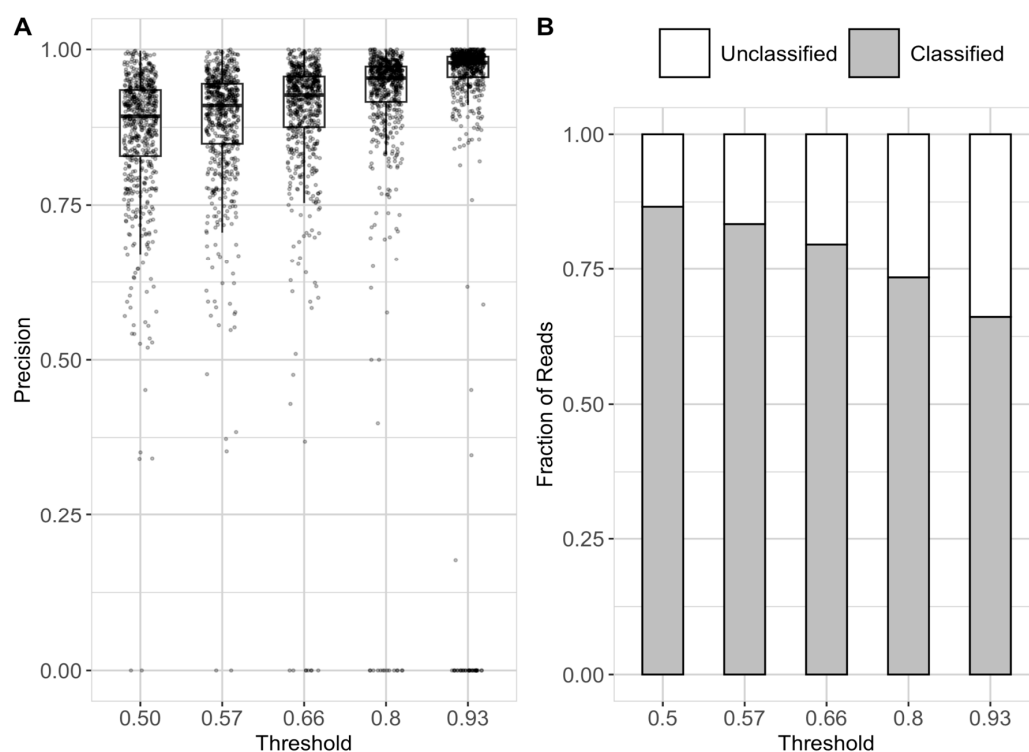 A
Precision
1.00
0.75
0.50
0.25
0.00
0.50 0.57 0.66 0.8 0.93
Threshold
B
Unclassified Classified
Fraction of Reads
1.00
0.75
0.50
0.25
0.00
0.5 0.57 0.66 0.8 0.93
Threshold